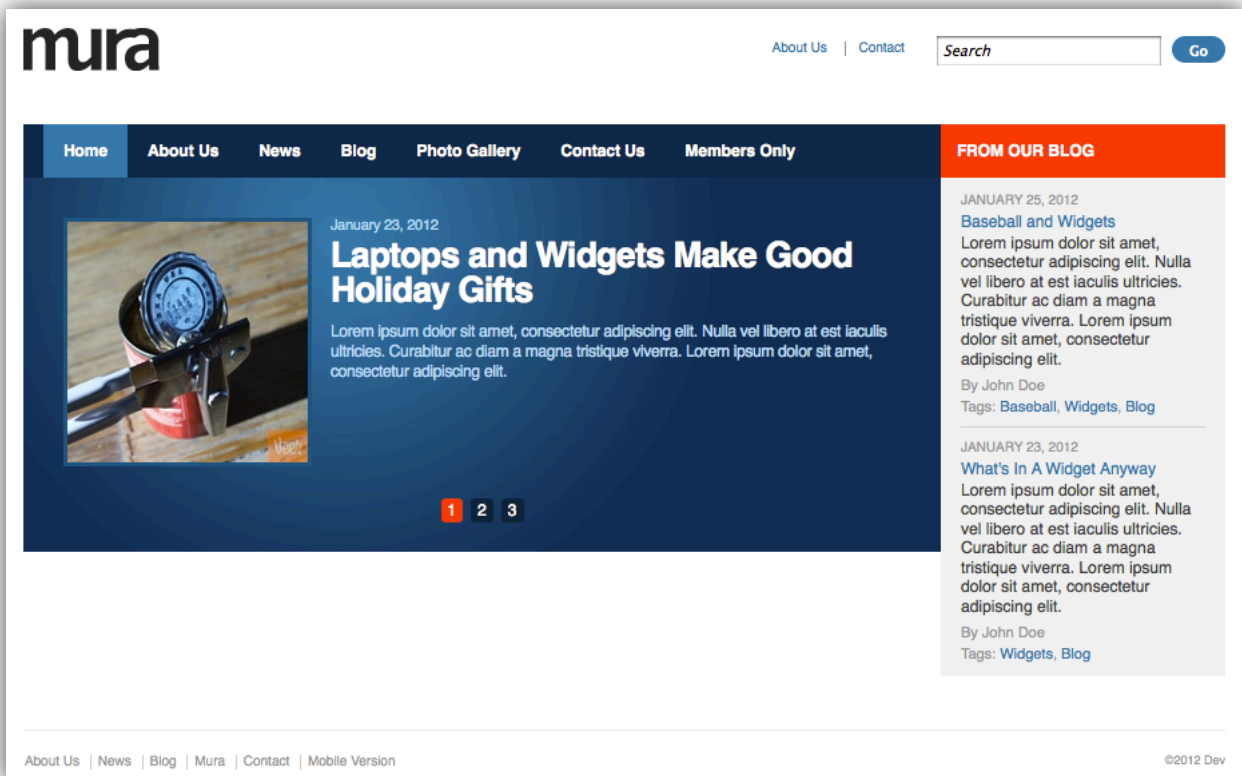 mura
About Us | Contact
Search
Go
Home About Us News Blog Photo Gallery Contact Us Members Only
January 23, 2012
Laptops and Widgets Make Good
Holiday Gifts
Lorem ipsum dolor sit amet, consectetur adipiscing elit. Nulla vel libero at est iaculis
ultricies. Curabitur ac diam a magna tristique viverra. Lorem ipsum dolor sit amet,
consectetur adipiscing elit.
Veer
1 2 3
FROM OUR BLOG
JANUARY 25, 2012
Baseball and Widgets
Lorem ipsum dolor sit amet,
consectetur adipiscing elit. Nulla
vel libero at est iaculis ultricies.
Curabitur ac diam a magna
tristique viverra. Lorem ipsum
dolor sit amet, consectetur
adipiscing elit.
By John Doe
Tags: Baseball, Widgets, Blog
JANUARY 23, 2012
What's In A Widget Anyway
Lorem ipsum dolor sit amet,
consectetur adipiscing elit. Nulla
vel libero at est iaculis ultricies.
Curabitur ac diam a magna
tristique viverra. Lorem ipsum
dolor sit amet, consectetur
adipiscing elit.
By John Doe
Tags: Widgets, Blog
About Us | News | Blog | Mura | Contact | Mobile Version
©2012 Dev